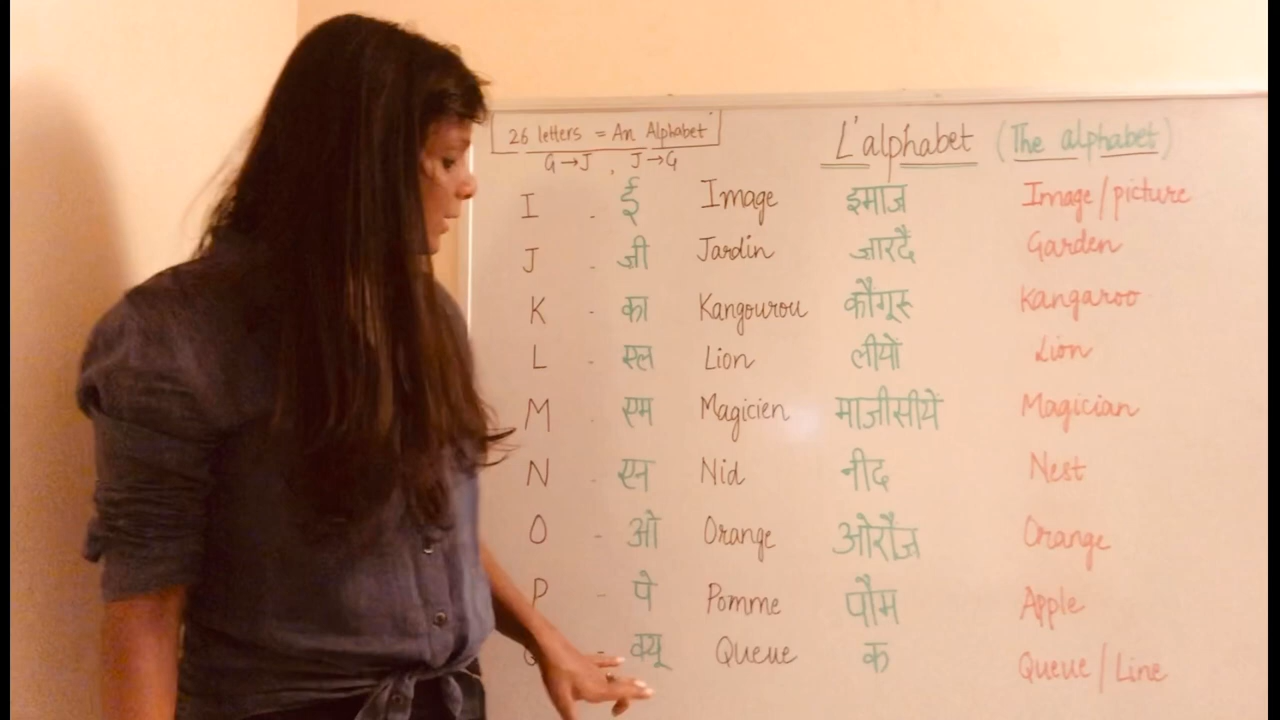 26 letters = An Alphabet
G→J, J→G
L'alphabet (The alphabet)
I - ई Image इमाज Image/picture
J - जी Jardin जारदै Garden
K - का Kangourou काँगूरू Kangaroo
L - एल Lion लीयों Lion
M - एम Magicien माजीसीयें Magician
N - एन Nid नीद Nest
O - ओ Orange ओराँज Orange
P - पे Pomme पौम Apple
- क्यू Queue क Queue/Line